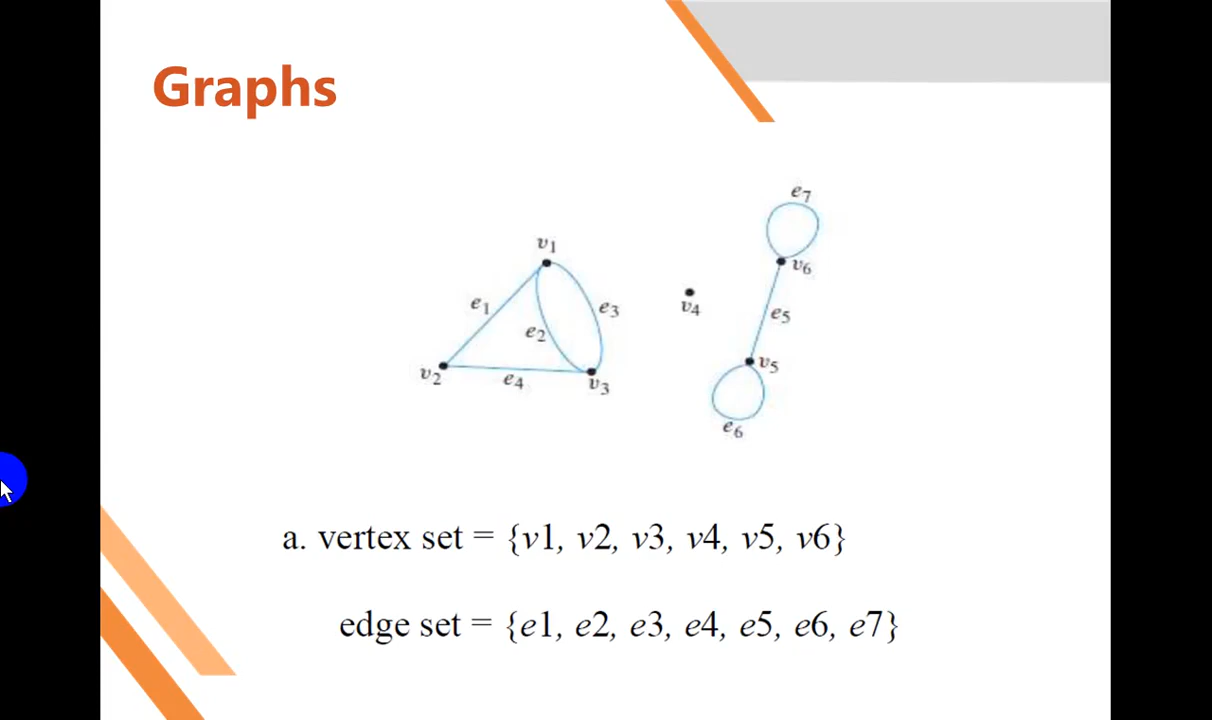 Graphs
e7
v1
v6
e1
e3
v4
e5
e2
v2
e4
v3
v5
e6
a. vertex set = {v1, v2, v3, v4, v5, v6}
edge set = {e1, e2, e3, e4, e5, e6, e7}